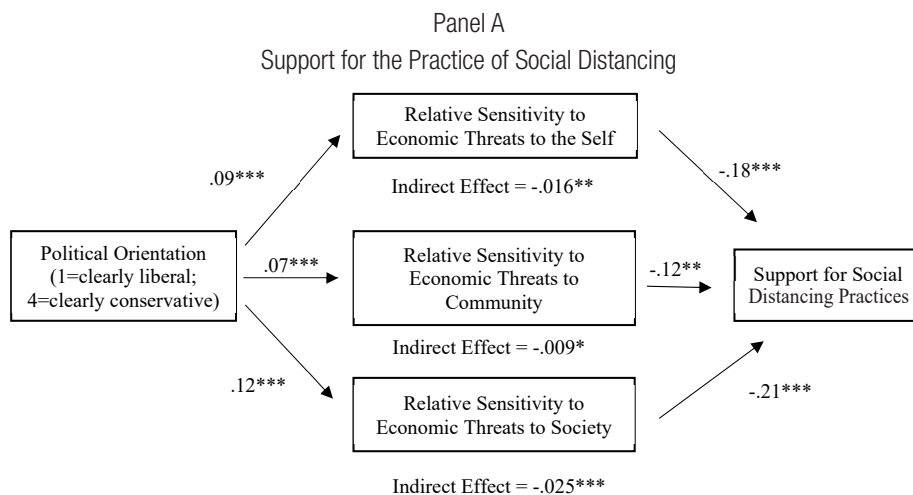 Panel A
Support for the Practice of Social Distancing
Relative Sensitivity to
Economic Threats to the Self
.09***
-.18***
Indirect Effect = -.016**
Political Orientation
(1=clearly liberal;
4=clearly conservative)
.07***
Relative Sensitivity to
Economic Threats to
Community
-.12**
Support for Social
Distancing Practices
Indirect Effect = -.009*
.12***
Relative Sensitivity to
Economic Threats to Society
-.21***
Indirect Effect = -.025***